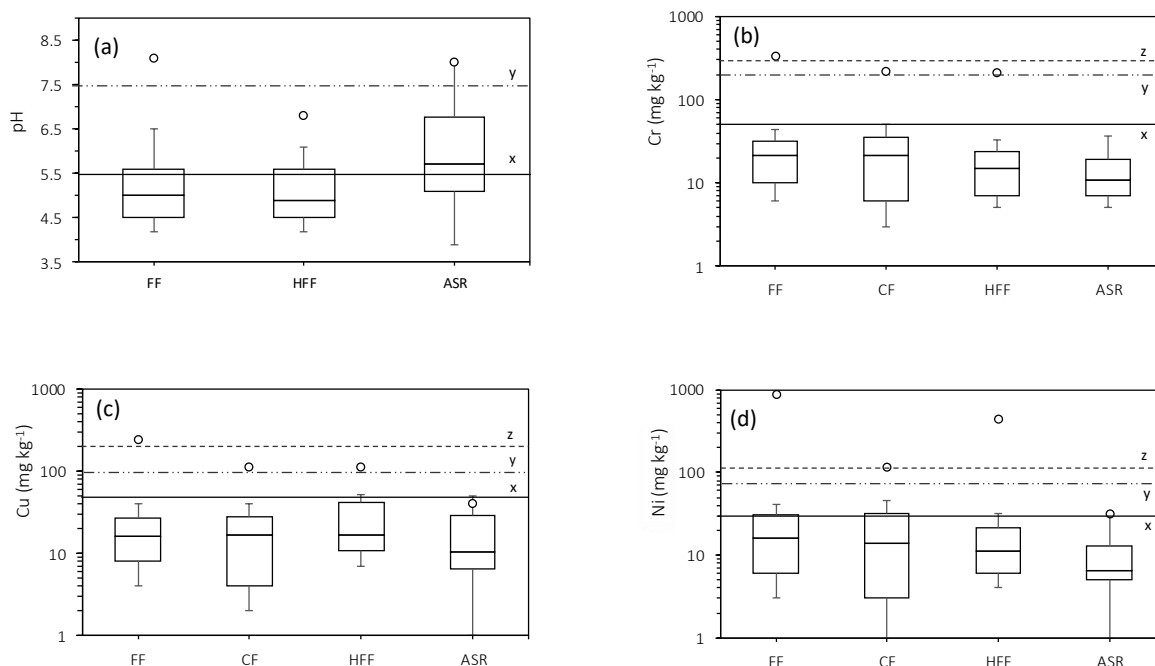 (a)
pH
8.5
7.5
6.5
5.5
4.5
3.5
y
x
FF HFF ASR
(b)
Cr (mg kg-1)
1000
100
10
1
z
y
x
FF CF HFF ASR
(c)
Cu (mg kg-1)
1000
100
10
1
z
y
x
FF CF HFF ASR
(d)
Ni (mg kg-1)
1000
100
10
1
z
y
x
FF CF HFF ASR